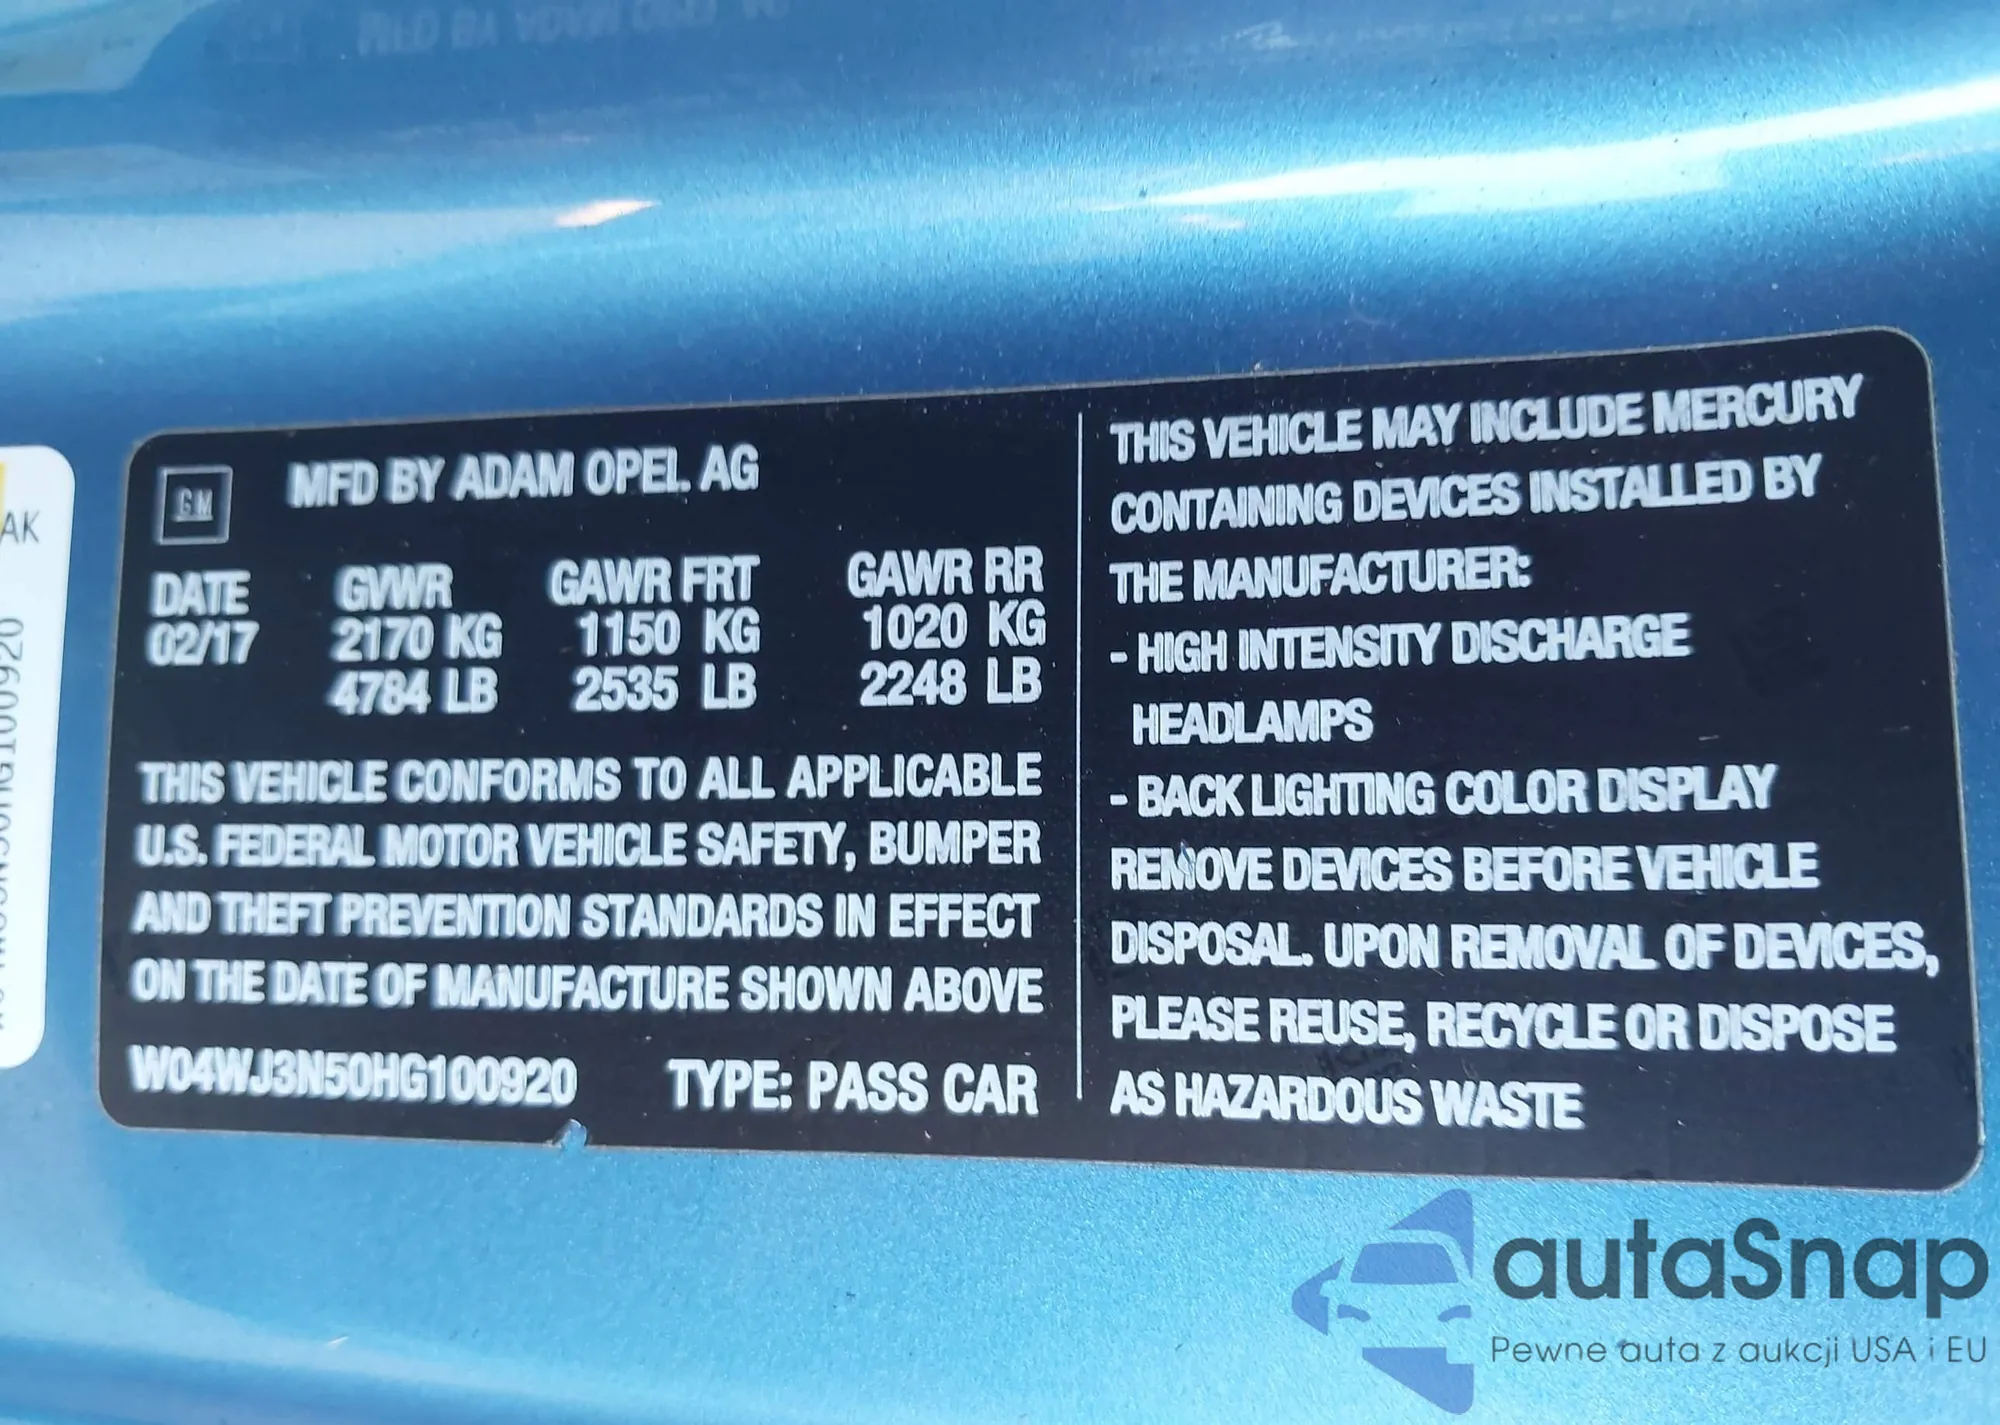 GM
MFD BY ADAM OPEL AG
DATE GVWR GAWR FRT GAWR RR
02/17 2170 KG 1150 KG 1020 KG
4784 LB 2535 LB 2248 LB
THIS VEHICLE CONFORMS TO ALL APPLICABLE
U.S. FEDERAL MOTOR VEHICLE SAFETY, BUMPER
AND THEFT PREVENTION STANDARDS IN EFFECT
ON THE DATE OF MANUFACTURE SHOWN ABOVE
W04WJ3N50HG100920 TYPE: PASS CAR
THIS VEHICLE MAY INCLUDE MERCURY
CONTAINING DEVICES INSTALLED BY
THE MANUFACTURER:
- HIGH INTENSITY DISCHARGE
HEADLAMPS
- BACK LIGHTING COLOR DISPLAY
REMOVE DEVICES BEFORE VEHICLE
DISPOSAL. UPON REMOVAL OF DEVICES,
PLEASE REUSE, RECYCLE OR DISPOSE
AS HAZARDOUS WASTE
AK
autaSnap
Pewne auta z aukcji USA i EU